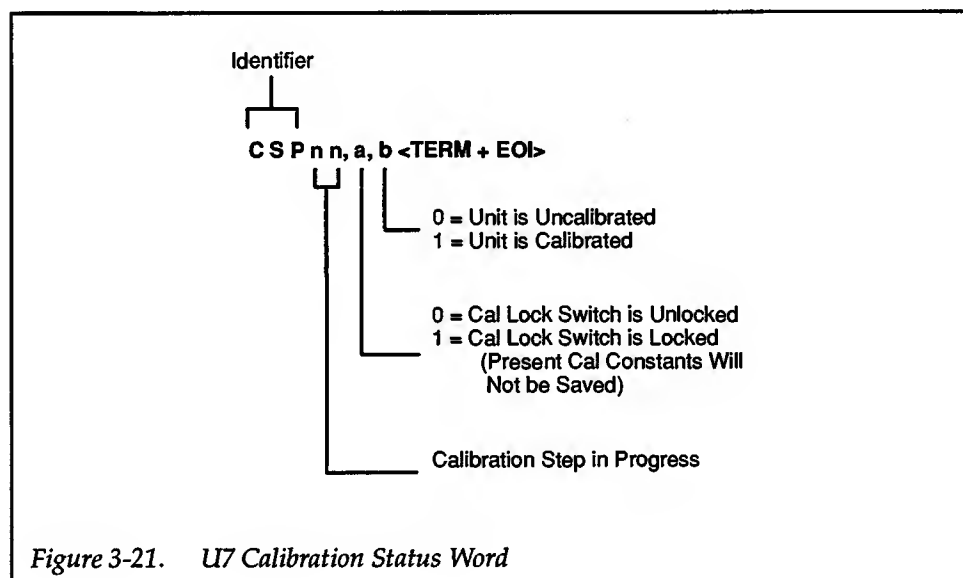 Identifier
C S P n n, a, b <TERM + EOI>
0 = Unit is Uncalibrated
1 = Unit is Calibrated
0 = Cal Lock Switch is Unlocked
1 = Cal Lock Switch is Locked
(Present Cal Constants Will
Not be Saved)
Calibration Step in Progress
Figure 3-21. U7 Calibration Status Word